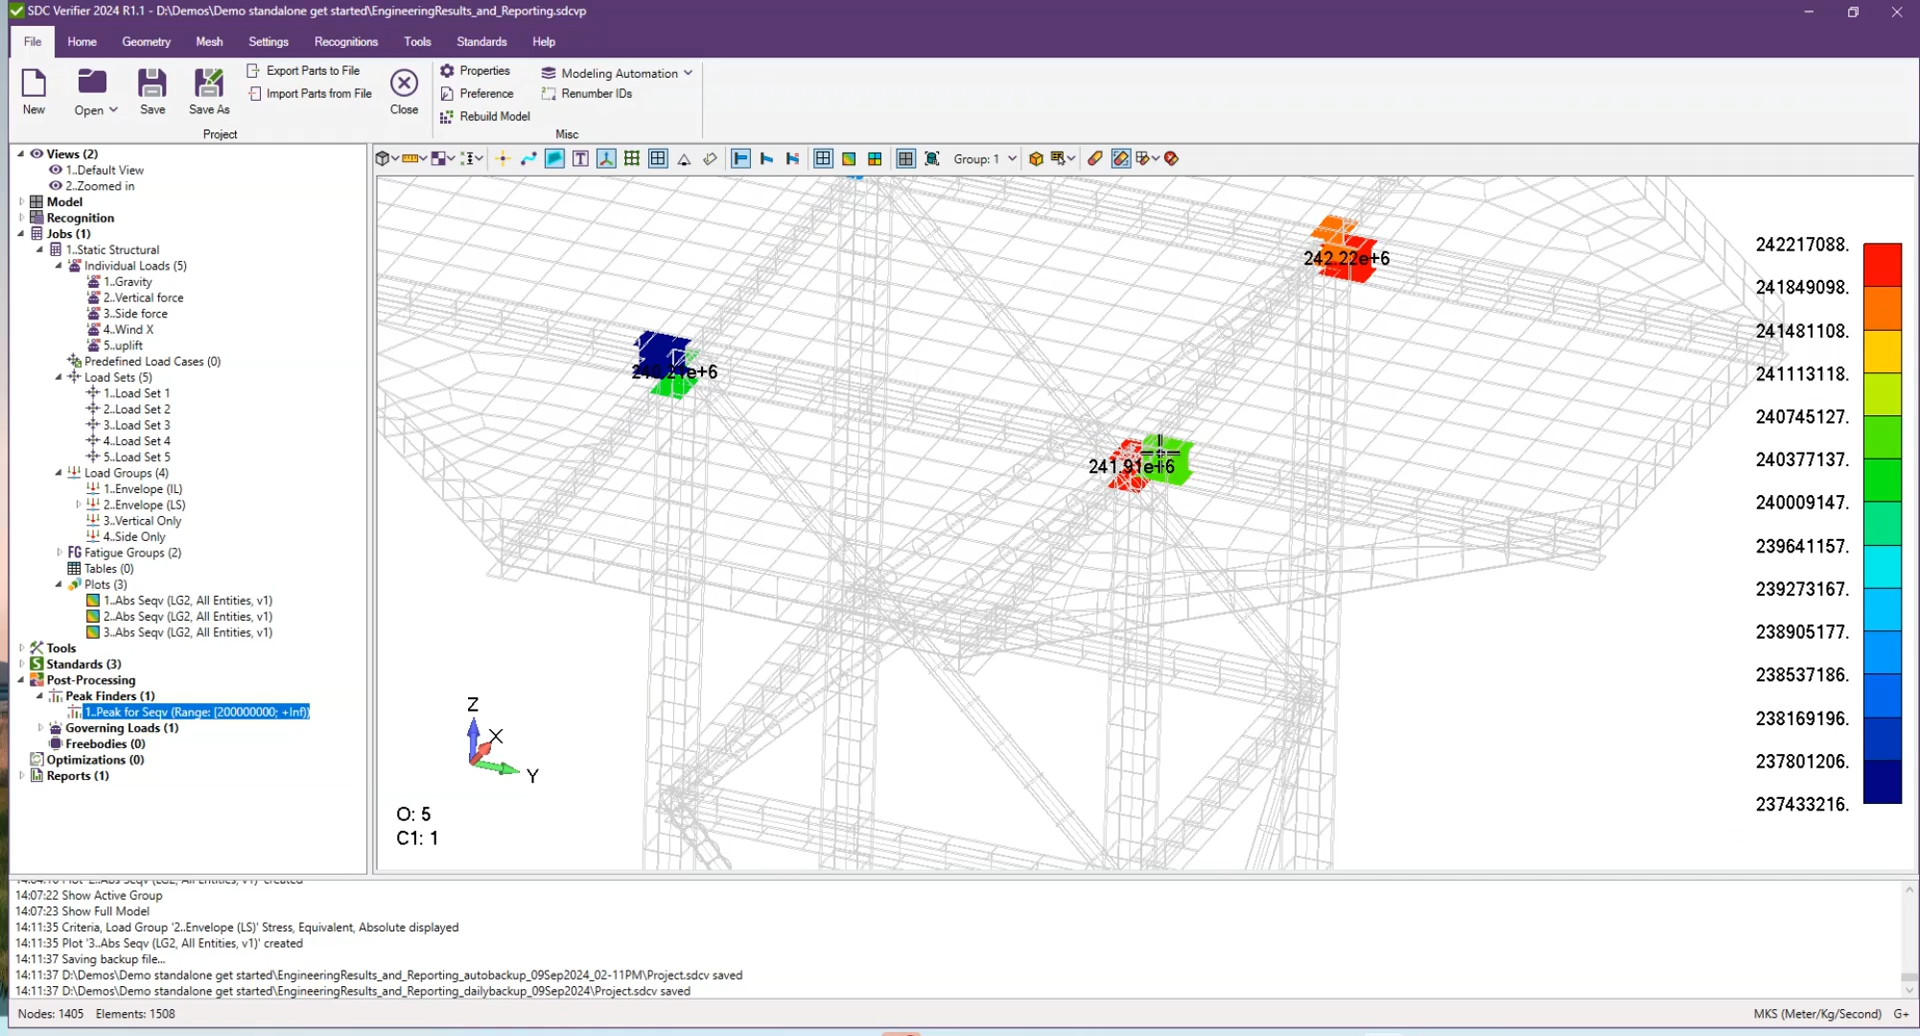 SDC Verifier 2024 R1.1 - D:\Demos\Demo standalone get started\EngineeringResults_and_Reporting.sdcvp
File Home Geometry Mesh Settings Recognitions Tools Standards Help
New Open Save Save As Export Parts to File Import Parts from File Close Properties Preference Rebuild Model Modeling Automation Renumber IDs
Project Misc
Group: 1
Views (2)
1..Default View
2..Zoomed in
Model
Recognition
Jobs (1)
1..Static Structural
Individual Loads (5)
1..Gravity
2..Vertical force
3..Side force
4..Wind X
5..uplift
Predefined Load Cases (0)
Load Sets (5)
1..Load Set 1
2..Load Set 2
3..Load Set 3
4..Load Set 4
5..Load Set 5
Load Groups (4)
1..Envelope (IL)
2..Envelope (LS)
3..Vertical Only
4..Side Only
FG Fatigue Groups (2)
Tables (0)
Plots (3)
1..Abs Seqv (LG2, All Entities, v1)
2..Abs Seqv (LG2, All Entities, v1)
3..Abs Seqv (LG2, All Entities, v1)
Tools
Standards (3)
Post-Processing
Peak Finders (1)
1..Peak for Seqv (Range: [200000000; +Inf))
Governing Loads (1)
Freebodies (0)
Optimizations (0)
Reports (1)
242.22e+6
241.91e+6
Z
X
Y
O: 5
C1: 1
242217088.
241849098.
241481108.
241113118.
240745127.
240377137.
240009147.
239641157.
239273167.
238905177.
238537186.
238169196.
237801206.
237433216.
14:07:22 Show Active Group
14:07:23 Show Full Model
14:11:35 Criteria, Load Group '2..Envelope (LS)' Stress, Equivalent, Absolute displayed
14:11:35 Plot '3..Abs Seqv (LG2, All Entities, v1)' created
14:11:37 Saving backup file...
14:11:37 D:\Demos\Demo standalone get started\EngineeringResults_and_Reporting_autobackup_09Sep2024_02-11PM\Project.sdcv saved
14:11:37 D:\Demos\Demo standalone get started\EngineeringResults_and_Reporting_dailybackup_09Sep2024\Project.sdcv saved
Nodes: 1405 Elements: 1508
MKS (Meter/Kg/Second) G+